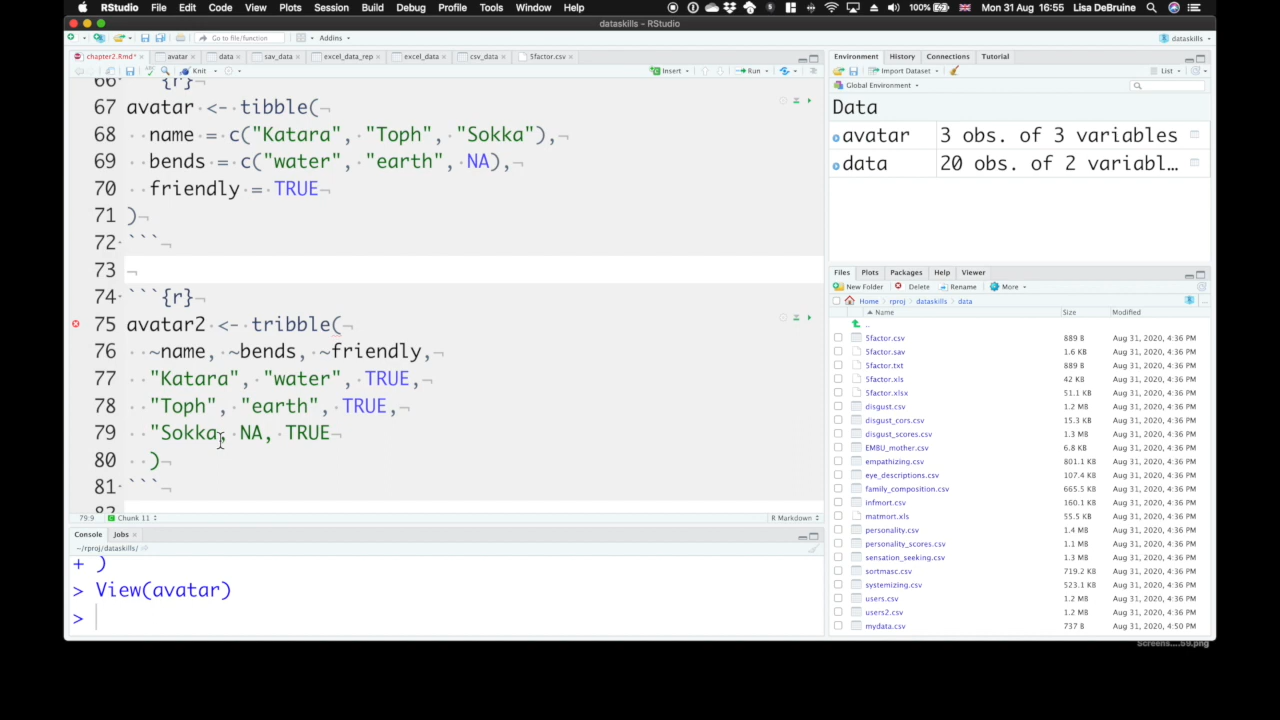 RStudio File Edit Code View Plots Session Build Debug Profile Tools Window Help 100% Mon 31 Aug 16:55 Lisa DeBruine
dataskills — RStudio
Go to file/function Addins dataskills
chapter2.Rmd* avatar data sav_data excel_data_rep excel_data csv_data 5factor.csv
Knit Insert Run
66 ```{r}¬
67 avatar <- tibble(¬
68 name = c("Katara", "Toph", "Sokka"),¬
69 bends = c("water", "earth", NA),¬
70 friendly = TRUE¬
71 )¬
72 ```¬
73 ¬
74 ```{r}¬
75 avatar2 <- tribble(¬
76 ~name, ~bends, ~friendly,¬
77 "Katara", "water", TRUE,¬
78 "Toph", "earth", TRUE,¬
79 "Sokka, NA, TRUE¬
80 )¬
81 ```¬
82
79:9 Chunk 11 R Markdown
Console Jobs
~/rproj/dataskills/
+ )
> View(avatar)
>
Environment History Connections Tutorial
Import Dataset List
Global Environment
Data
avatar 3 obs. of 3 variables
data 20 obs. of 2 variabl…
Files Plots Packages Help Viewer
New Folder Delete Rename More
Home rproj dataskills data
Name Size Modified
..
5factor.csv 889 B Aug 31, 2020, 4:36 PM
5factor.sav 1.6 KB Aug 31, 2020, 4:36 PM
5factor.txt 889 B Aug 31, 2020, 4:36 PM
5factor.xls 42 KB Aug 31, 2020, 4:36 PM
5factor.xlsx 51.1 KB Aug 31, 2020, 4:36 PM
disgust.csv 1.2 MB Aug 31, 2020, 4:36 PM
disgust_cors.csv 15.3 KB Aug 31, 2020, 4:36 PM
disgust_scores.csv 1.3 MB Aug 31, 2020, 4:36 PM
EMBU_mother.csv 6.8 KB Aug 31, 2020, 4:36 PM
empathizing.csv 801.1 KB Aug 31, 2020, 4:36 PM
eye_descriptions.csv 107.4 KB Aug 31, 2020, 4:36 PM
family_composition.csv 665.5 KB Aug 31, 2020, 4:36 PM
infmort.csv 1.2 MB Aug 31, 2020, 4:36 PM
matmort.xls 55.5 KB Aug 31, 2020, 4:36 PM
personality.csv 1.4 MB Aug 31, 2020, 4:36 PM
personality_scores.csv 1.1 MB Aug 31, 2020, 4:36 PM
sensation_seeking.csv 1.3 MB Aug 31, 2020, 4:36 PM
sortmasc.csv 719.2 KB Aug 31, 2020, 4:36 PM
systemizing.csv 523.1 KB Aug 31, 2020, 4:36 PM
users.csv 1.2 MB Aug 31, 2020, 4:36 PM
users2.csv 1.2 MB Aug 31, 2020, 4:36 PM
mydata.csv 737 B Aug 31, 2020, 4:50 PM
Screens....59.png